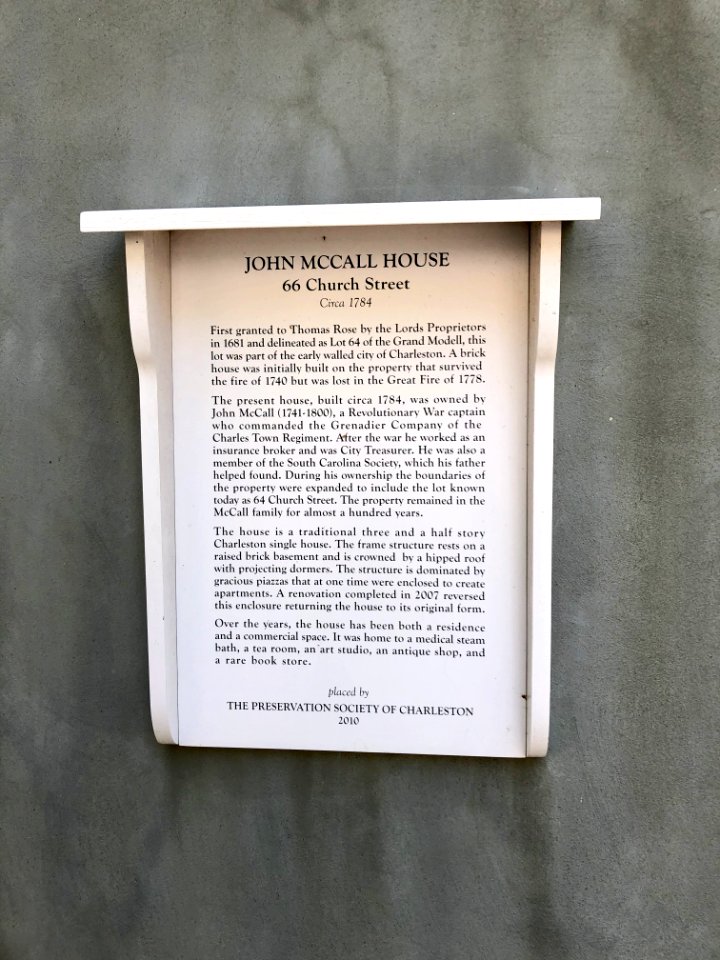 JOHN MCCALL HOUSE
66 Church Street
Circa 1784
First granted to Thomas Rose by the Lords Proprietors
in 1681 and delineated as Lot 64 of the Grand Modell, this
lot was part of the early walled city of Charleston. A brick
house was initially built on the property that survived
the fire of 1740 but was lost in the Great Fire of 1778.
The present house, built circa 1784, was owned by
John McCall (1741-1800), a Revolutionary War captain
who commanded the Grenadier Company of the
Charles Town Regiment. After the war he worked as an
insurance broker and was City Treasurer. He was also a
member of the South Carolina Society, which his father
helped found. During his ownership the boundaries of
the property were expanded to include the lot known
today as 64 Church Street. The property remained in the
McCall family for almost a hundred years.
The house is a traditional three and a half story
Charleston single house. The frame structure rests on a
raised brick basement and is crowned by a hipped roof
with projecting dormers. The structure is dominated by
gracious piazzas that at one time were enclosed to create
apartments. A renovation completed in 2007 reversed
this enclosure returning the house to its original form.
Over the years, the house has been both a residence
and a commercial space. It was home to a medical steam
bath, a tea room, an art studio, an antique shop, and
a rare book store.
placed by
THE PRESERVATION SOCIETY OF CHARLESTON
2010